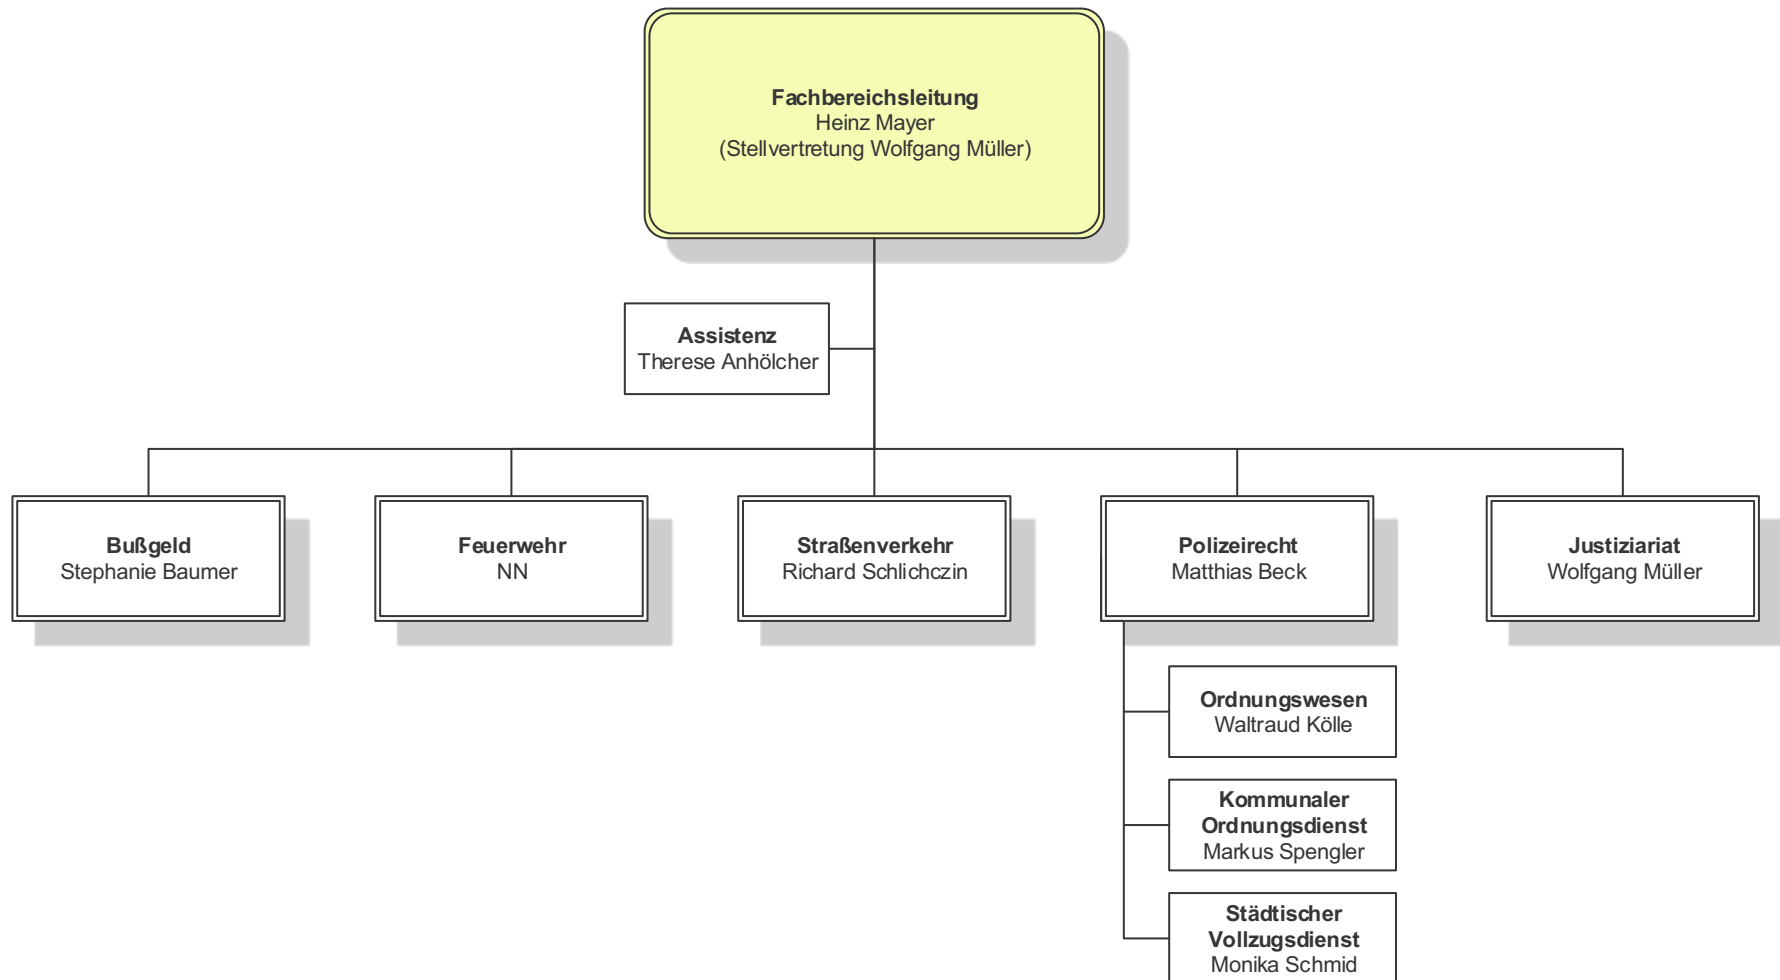 Fachbereichsleitung
Heinz Mayer
(Stellvertretung Wolfgang Müller)
Assistenz
Therese Anhölcher
Bußgeld
Stephanie Baumer
Feuerwehr
NN
Straßenverkehr
Richard Schlichczin
Polizeirecht
Matthias Beck
Justiziariat
Wolfgang Müller
Ordnungswesen
Waltraud Kölle
Kommunaler
Ordnungsdienst
Markus Spengler
Städtischer
Vollzugsdienst
Monika Schmid